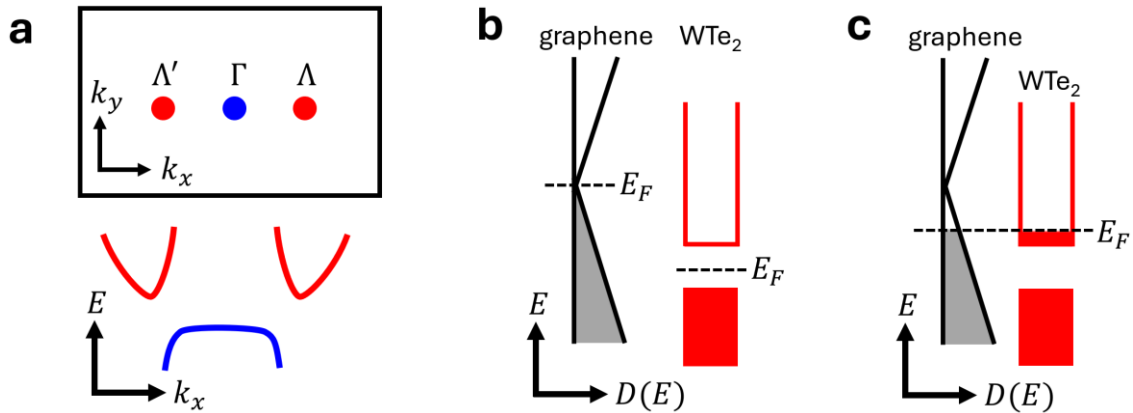 a
Λ′ Γ Λ
k_y
k_x
E
k_x
b
graphene WTe₂
E_F
E_F
E
D(E)
c
graphene
WTe₂
E_F
E
D(E)